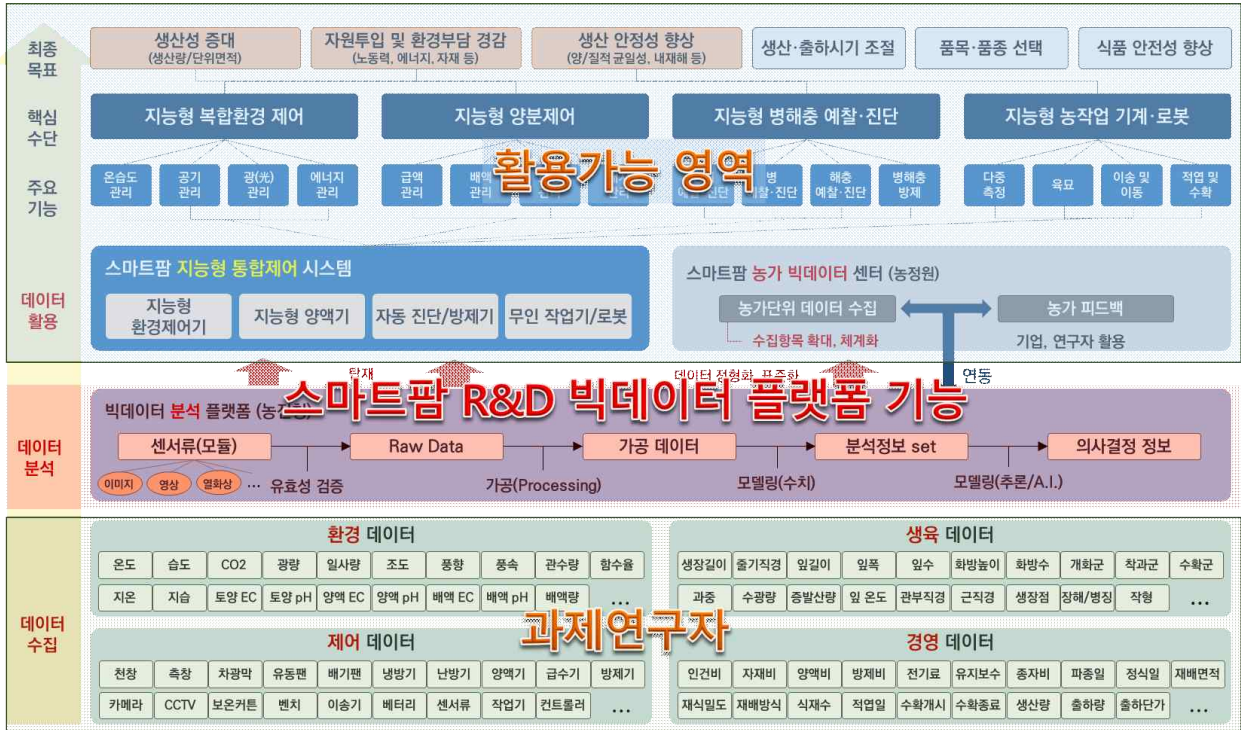 최종
목표
생산성 증대
(생산량/단위면적)
자원투입 및 환경부담 경감
(노동력, 에너지, 자재 등)
생산 안정성 향상
(양/질적 균일성, 내재해 등)
생산·출하시기 조절
품목·품종 선택
식품 안전성 향상
핵심
수단
지능형 복합환경 제어
지능형 양분제어
지능형 병해충 예찰·진단
지능형 농작업 기계·로봇
주요
기능
온습도
관리
공기
관리
광(光)
관리
에너지
관리
급액
관리
배액
관리
활용가능 영역
병
예찰·진단
해충
예찰·진단
병해충
방제
다중
측정
육묘
이송 및
이동
적업 및
수확
데이터
활용
스마트팜 지능형 통합제어 시스템
지능형
환경제어기
지능형 양액기
자동 진단/방제기
무인 작업기/로봇
스마트팜 농가 빅데이터 센터 (농정원)
농가단위 데이터 수집
농가 피드백
수집항목 확대, 체계화
기업, 연구자 활용
탑재
데이터 정형화, 표준화
연동
스마트팜 R&D 빅데이터 플랫폼 기능
데이터
분석
빅데이터 분석 플랫폼
센서류(모듈)
Raw Data
가공 데이터
분석정보 set
의사결정 정보
이미지
영상
열화상
...
유효성 검증
가공(Processing)
모델링(수치)
모델링(추론/A.I.)
데이터
수집
환경 데이터
온도 습도 CO2 광량 일사량 조도 풍향 풍속 관수량 함수율
지온 지습 토양 EC 토양 pH 양액 EC 양액 pH 배액 EC 배액 pH 배액량 ...
생육 데이터
생장길이 줄기직경 잎길이 잎폭 잎수 화방높이 화방수 개화군 착과군 수확군
과중 수광량 증발산량 잎 온도 관부직경 근직경 생장점 장해/병징 작형 ...
과제연구자
제어 데이터
천창 측창 차광막 유동팬 배기팬 냉방기 난방기 양액기 급수기 방제기
카메라 CCTV 보온커튼 벤치 이송기 베터리 센서류 작업기 컨트롤러 ...
경영 데이터
인건비 자재비 양액비 방제비 전기료 유지보수 종자비 파종일 정식일 재배면적
재식밀도 재배방식 식재수 적엽일 수확개시 수확종료 생산량 출하량 출하단가 ...